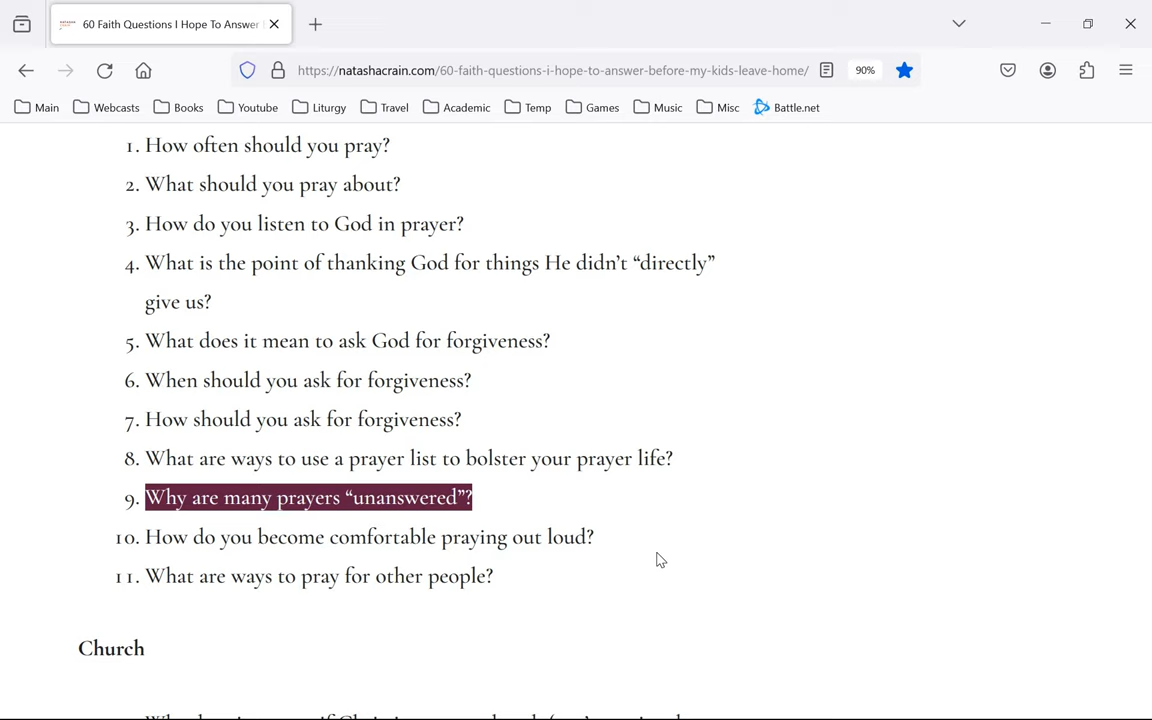 60 Faith Questions I Hope To Answer
https://natashacrain.com/60-faith-questions-i-hope-to-answer-before-my-kids-leave-home/
90%
Main Webcasts Books Youtube Liturgy Travel Academic Temp Games Music Misc Battle.net
1. How often should you pray?
2. What should you pray about?
3. How do you listen to God in prayer?
4. What is the point of thanking God for things He didn’t “directly”
give us?
5. What does it mean to ask God for forgiveness?
6. When should you ask for forgiveness?
7. How should you ask for forgiveness?
8. What are ways to use a prayer list to bolster your prayer life?
9. Why are many prayers “unanswered”?
10. How do you become comfortable praying out loud?
11. What are ways to pray for other people?
Church